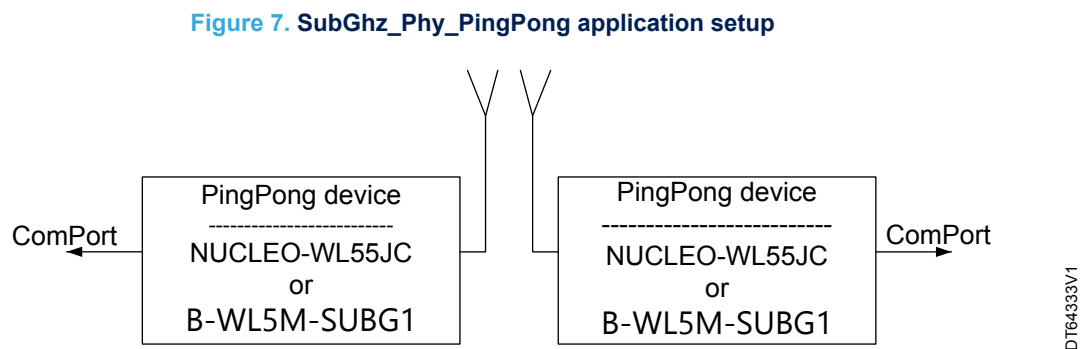 Figure 7. SubGhz_Phy_PingPong application setup
PingPong device
--------------------------
NUCLEO-WL55JC
or
B-WL5M-SUBG1
ComPort
PingPong device
--------------------------
NUCLEO-WL55JC
or
B-WL5M-SUBG1
ComPort
DT64333V1